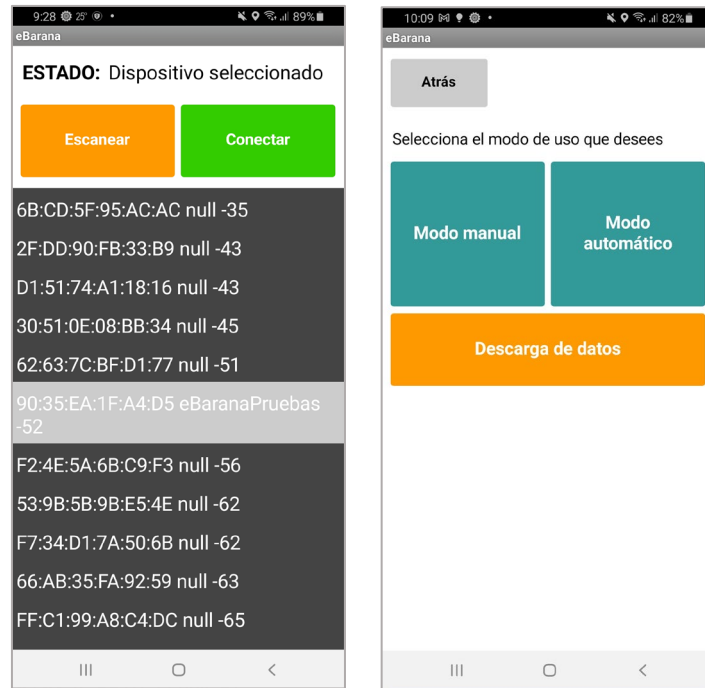 9:28 25° 89%
eBarana
ESTADO: Dispositivo seleccionado
Escanear Conectar
6B:CD:5F:95:AC:AC null -35
2F:DD:90:FB:33:B9 null -43
D1:51:74:A1:18:16 null -43
30:51:0E:08:BB:34 null -45
62:63:7C:BF:D1:77 null -51
90:35:EA:1F:A4:D5 eBaranaPruebas
-52
F2:4E:5A:6B:C9:F3 null -56
53:9B:5B:9B:E5:4E null -62
F7:34:D1:7A:50:6B null -62
66:AB:35:FA:92:59 null -63
FF:C1:99:A8:C4:DC null -65
10:09 82%
eBarana
Atrás
Selecciona el modo de uso que desees
Modo manual
Modo
automático
Descarga de datos